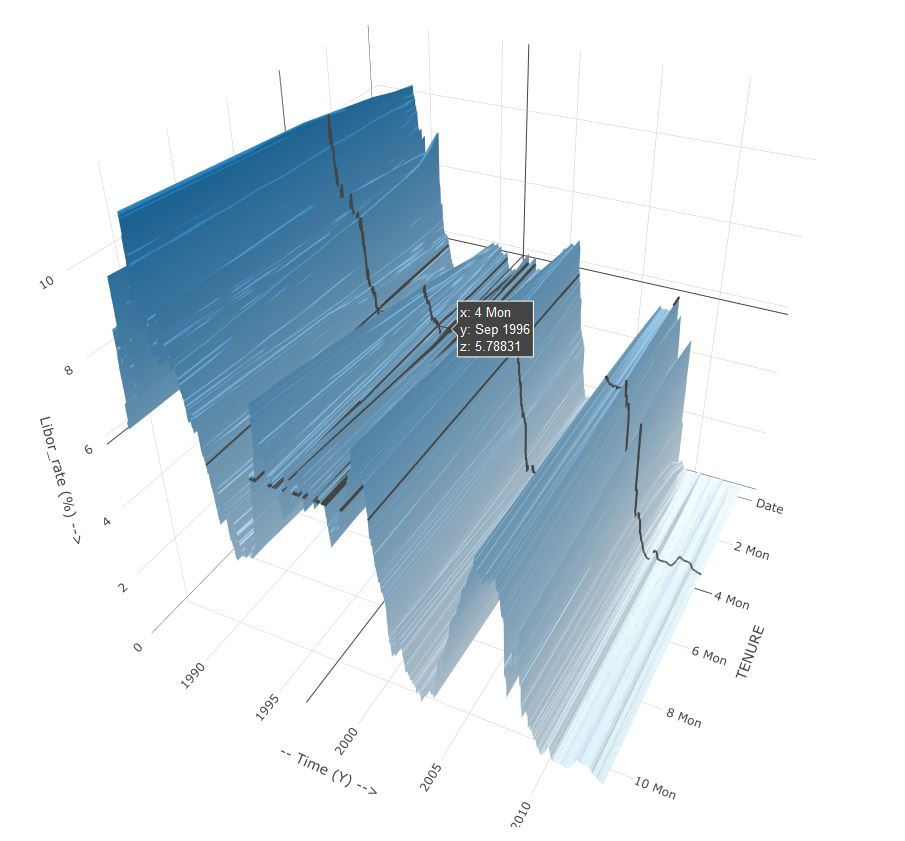 x: 4 Mon
y: Sep 1996
z: 5.78831
10
8
6
4
2
0
Libor_rate (%) -->
1990
1995
2000
2005
2010
-- Time (Y) -->
Date
2 Mon
4 Mon
6 Mon
8 Mon
10 Mon
TENURE